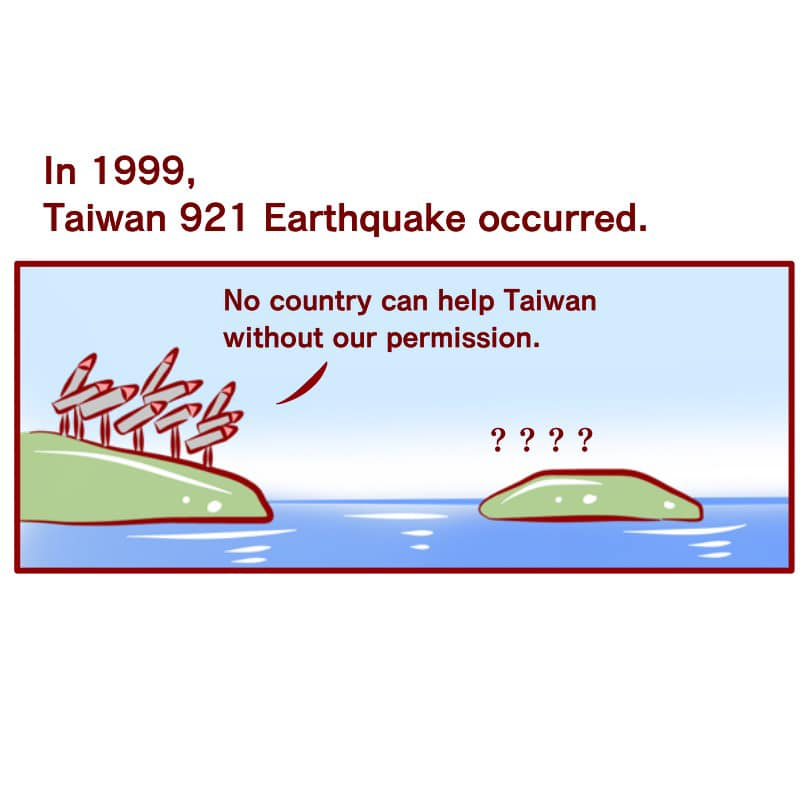 In 1999,
Taiwan 921 Earthquake occurred.
No country can help Taiwan
without our permission.
? ? ? ?